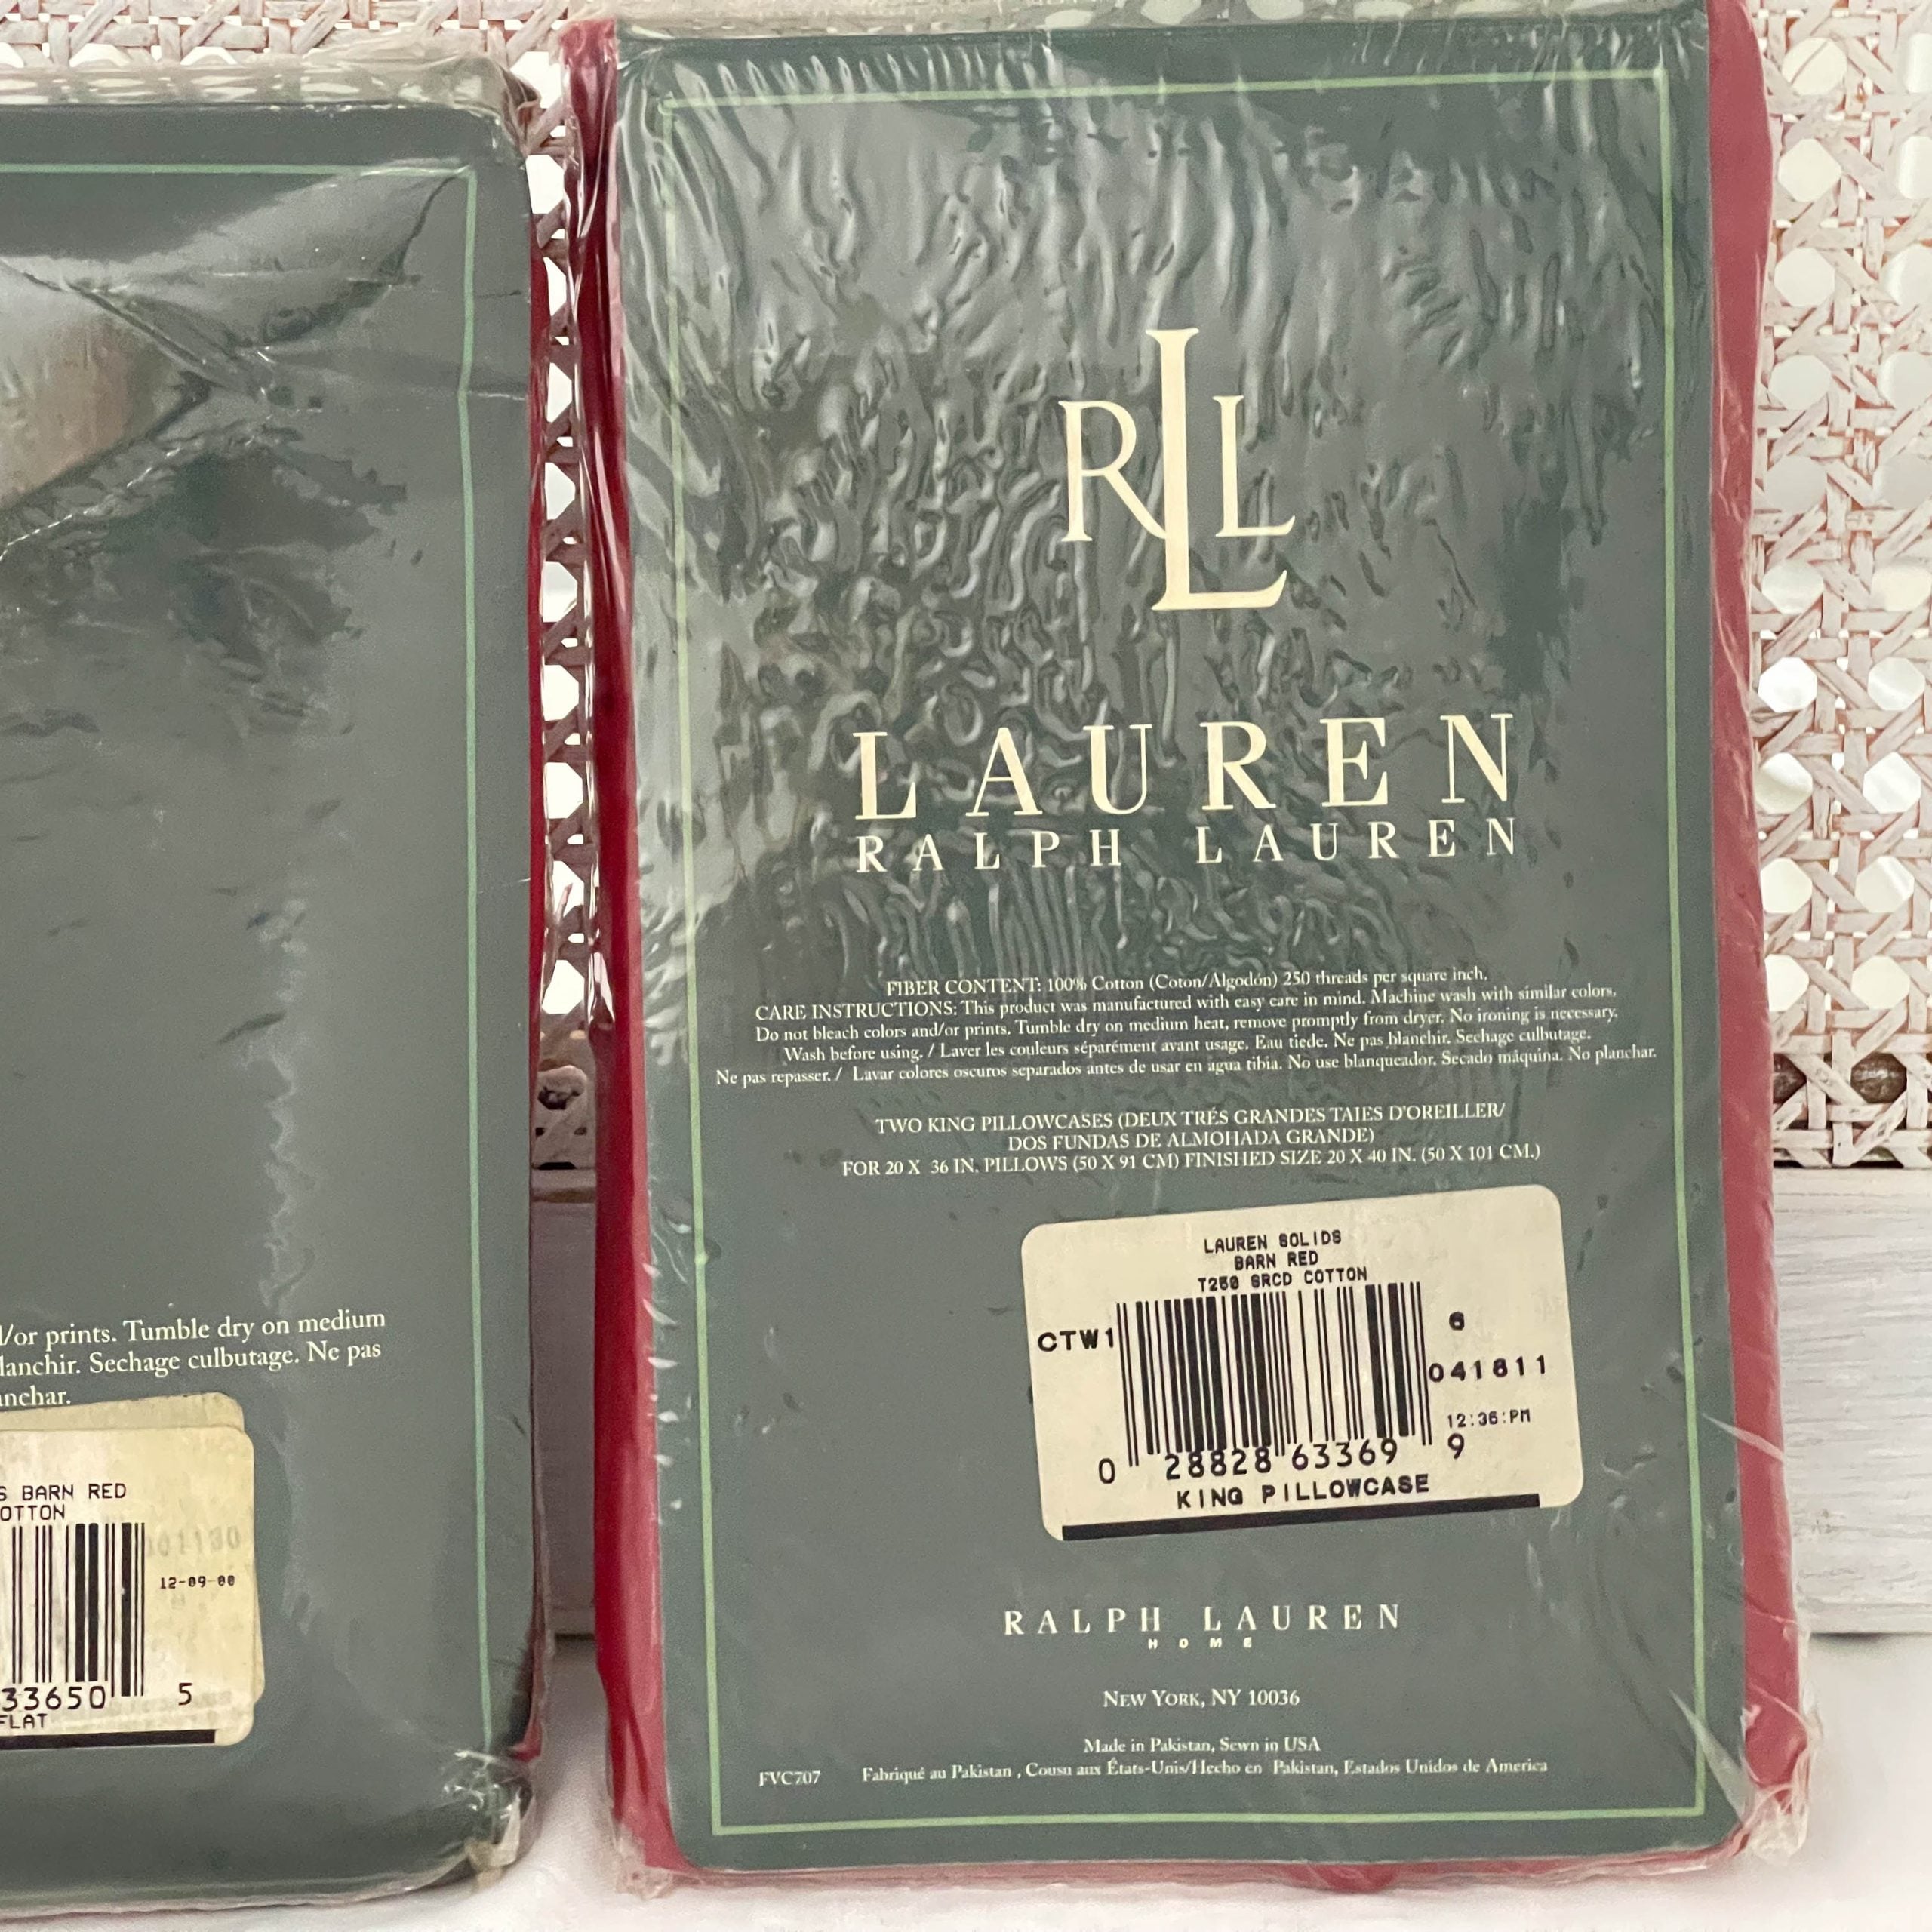 /or prints. Tumble dry on medium
lanchir. Sechage culbutage. Ne pas
nchar.
S BARN RED
OTTON
101130
12-09-00
33650 5
FLAT
RLL
LAUREN
RALPH LAUREN
FIBER CONTENT: 100% Cotton (Coton/Algodón) 250 threads per square inch.
CARE INSTRUCTIONS: This product was manufactured with easy care in mind. Machine wash with similar colors.
Do not bleach colors and/or prints. Tumble dry on medium heat, remove promptly from dryer. No ironing is necessary.
Wash before using. / Laver les couleurs séparément avant usage. Eau tiede. Ne pas blanchir. Sechage culbutage.
Ne pas repasser. / Lavar colores oscuros separados antes de usar en agua tibia. No use blanqueador. Secado máquina. No planchar.
TWO KING PILLOWCASES (DEUX TRÉS GRANDES TAIES D'OREILLER/
DOS FUNDAS DE ALMOHADA GRANDE)
FOR 20 X 36 IN. PILLOWS (50 X 91 CM) FINISHED SIZE 20 X 40 IN. (50 X 101 CM.)
LAUREN SOLIDS
BARN RED
T250 SRCD COTTON
CTW1
6
041811
12:36:PM
0 28828 63369 9
KING PILLOWCASE
RALPH LAUREN
HOME
NEW YORK, NY 10036
Made in Pakistan, Sewn in USA
FVC707 Fabriqué au Pakistan , Cousu aux États-Unis/Hecho en Pakistan, Estados Unidos de America